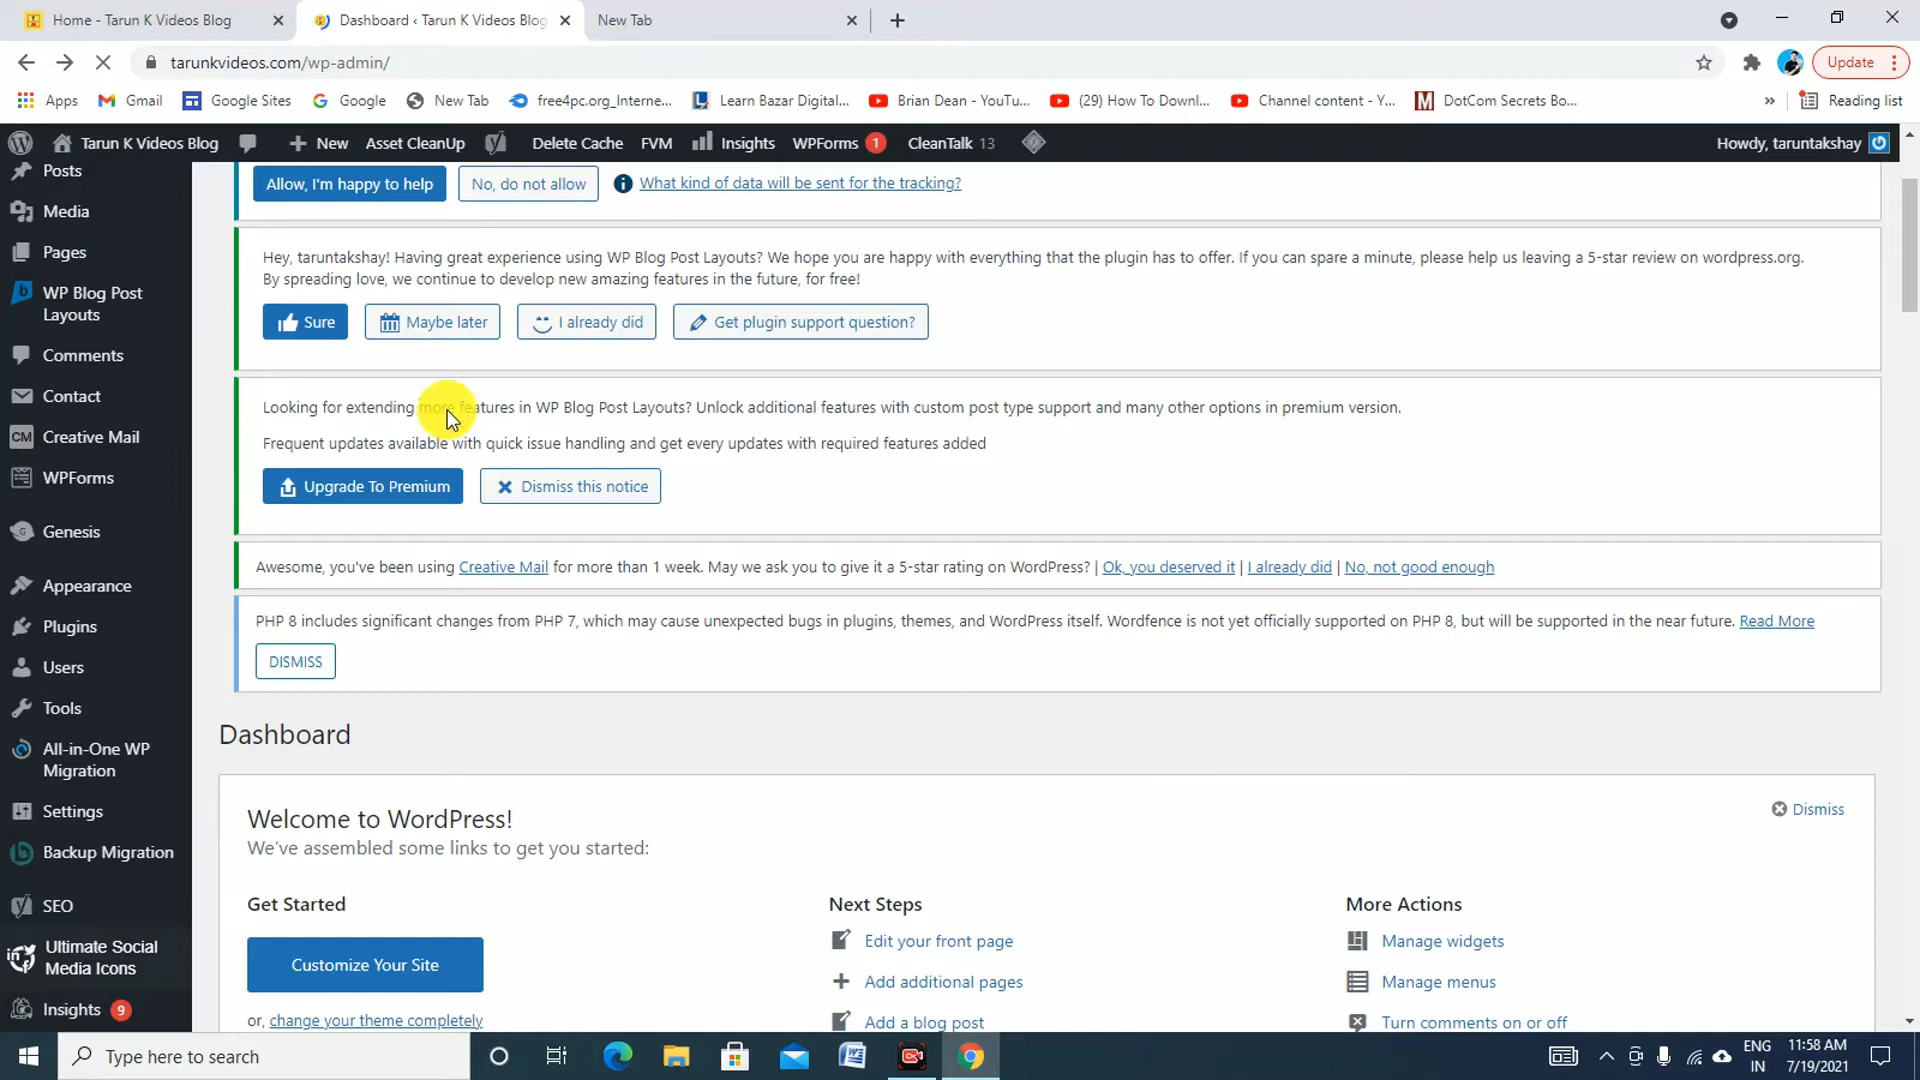 Home - Tarun K Videos Blog
Dashboard ‹ Tarun K Videos Blog
New Tab
tarunkvideos.com/wp-admin/
Update
Apps
Gmail
Google Sites
Google
New Tab
free4pc.org_Interne...
Learn Bazar Digital...
Brian Dean - YouTu...
(29) How To Downl...
Channel content - Y...
DotCom Secrets Bo...
»
Reading list
Tarun K Videos Blog
New
Asset CleanUp
Delete Cache
FVM
Insights
WPForms 1
CleanTalk 13
Howdy, taruntakshay
Posts
Media
Pages
WP Blog Post
Layouts
Comments
Contact
CM Creative Mail
WPForms
Genesis
Appearance
Plugins
Users
Tools
All-in-One WP
Migration
Settings
Backup Migration
SEO
Ultimate Social
Media Icons
Insights 9
Allow, I'm happy to help
No, do not allow
What kind of data will be sent for the tracking?
Hey, taruntakshay! Having great experience using WP Blog Post Layouts? We hope you are happy with everything that the plugin has to offer. If you can spare a minute, please help us leaving a 5-star review on wordpress.org.
By spreading love, we continue to develop new amazing features in the future, for free!
Sure
Maybe later
I already did
Get plugin support question?
Looking for extending more features in WP Blog Post Layouts? Unlock additional features with custom post type support and many other options in premium version.
Frequent updates available with quick issue handling and get every updates with required features added
Upgrade To Premium
Dismiss this notice
Awesome, you've been using Creative Mail for more than 1 week. May we ask you to give it a 5-star rating on WordPress? | Ok, you deserved it | I already did | No, not good enough
PHP 8 includes significant changes from PHP 7, which may cause unexpected bugs in plugins, themes, and WordPress itself. Wordfence is not yet officially supported on PHP 8, but will be supported in the near future. Read More
DISMISS
Dashboard
Welcome to WordPress!
Dismiss
We've assembled some links to get you started:
Get Started
Customize Your Site
or, change your theme completely
Next Steps
Edit your front page
Add additional pages
Add a blog post
More Actions
Manage widgets
Manage menus
Turn comments on or off
Type here to search
ENG
IN
11:58 AM
7/19/2021